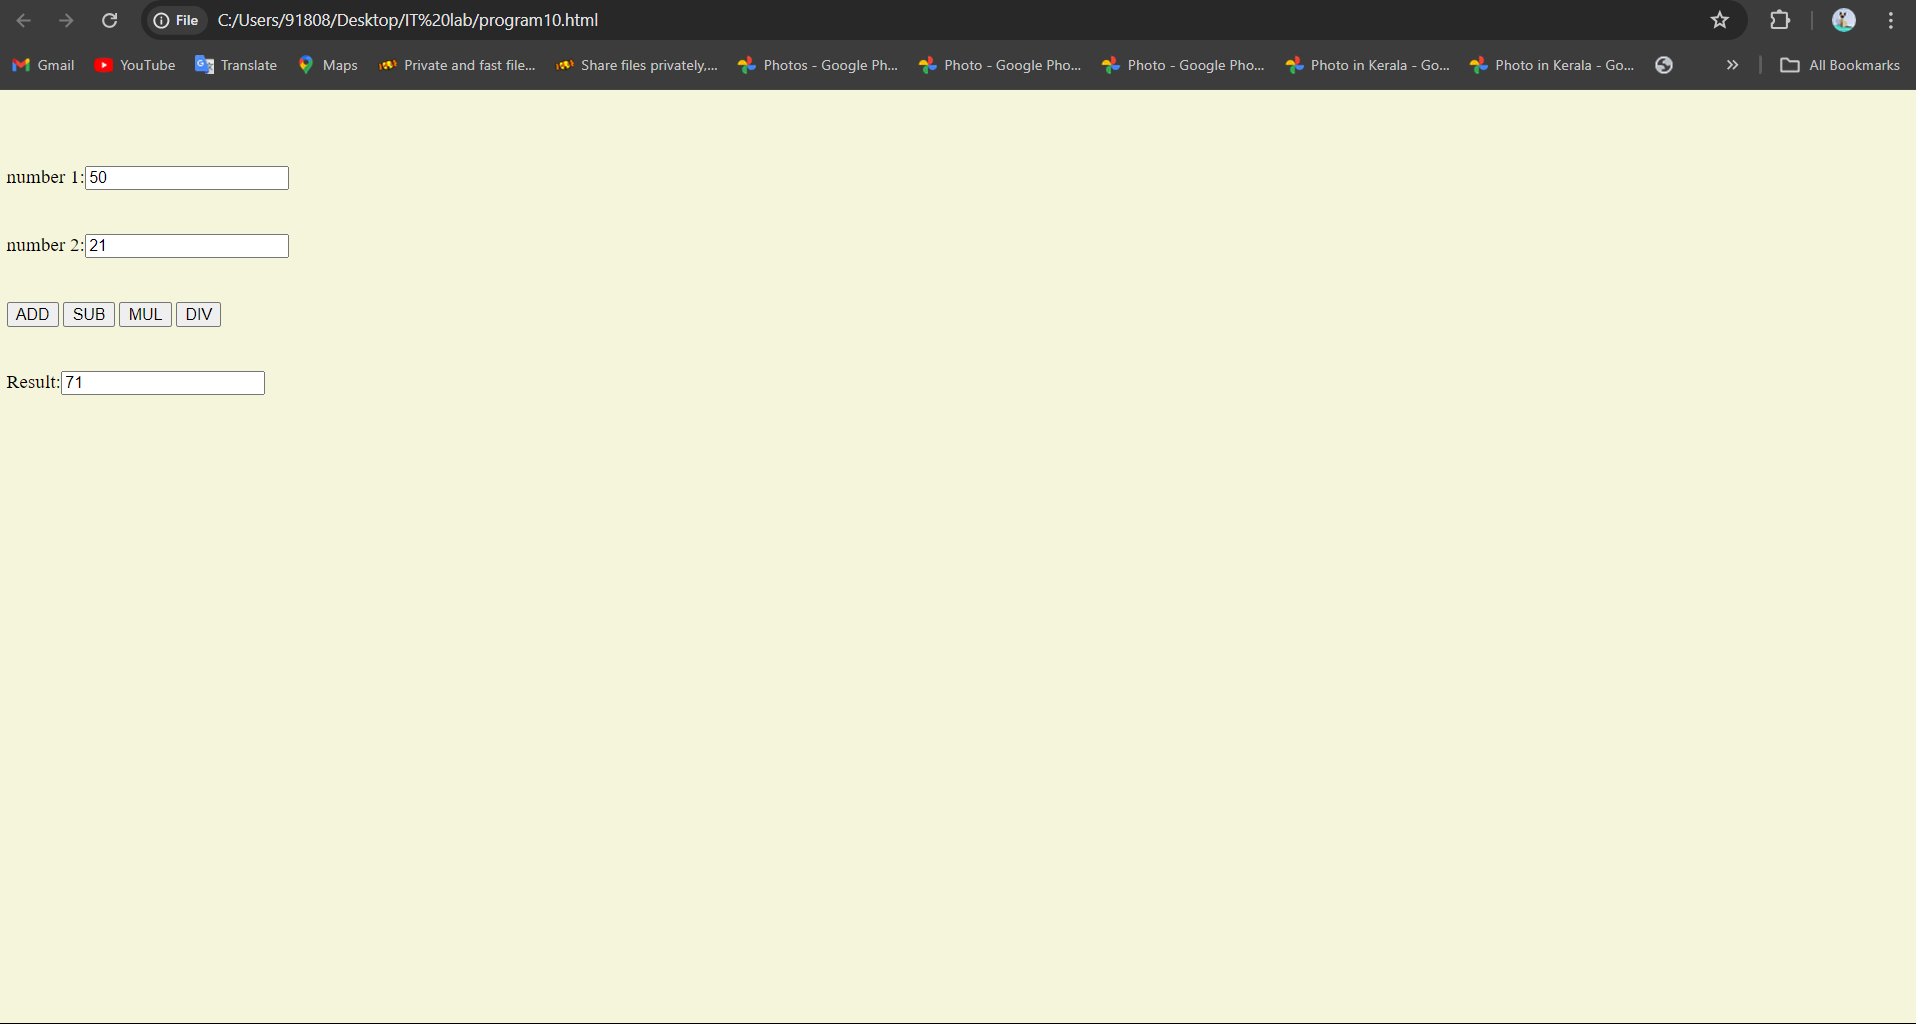 File C:/Users/91808/Desktop/IT%20lab/program10.html
Gmail YouTube Translate Maps Private and fast file... Share files privately,... Photos - Google Ph... Photo - Google Pho... Photo - Google Pho... Photo in Kerala - Go... Photo in Kerala - Go... » All Bookmarks
number 1: 50
number 2: 21
ADD SUB MUL DIV
Result: 71